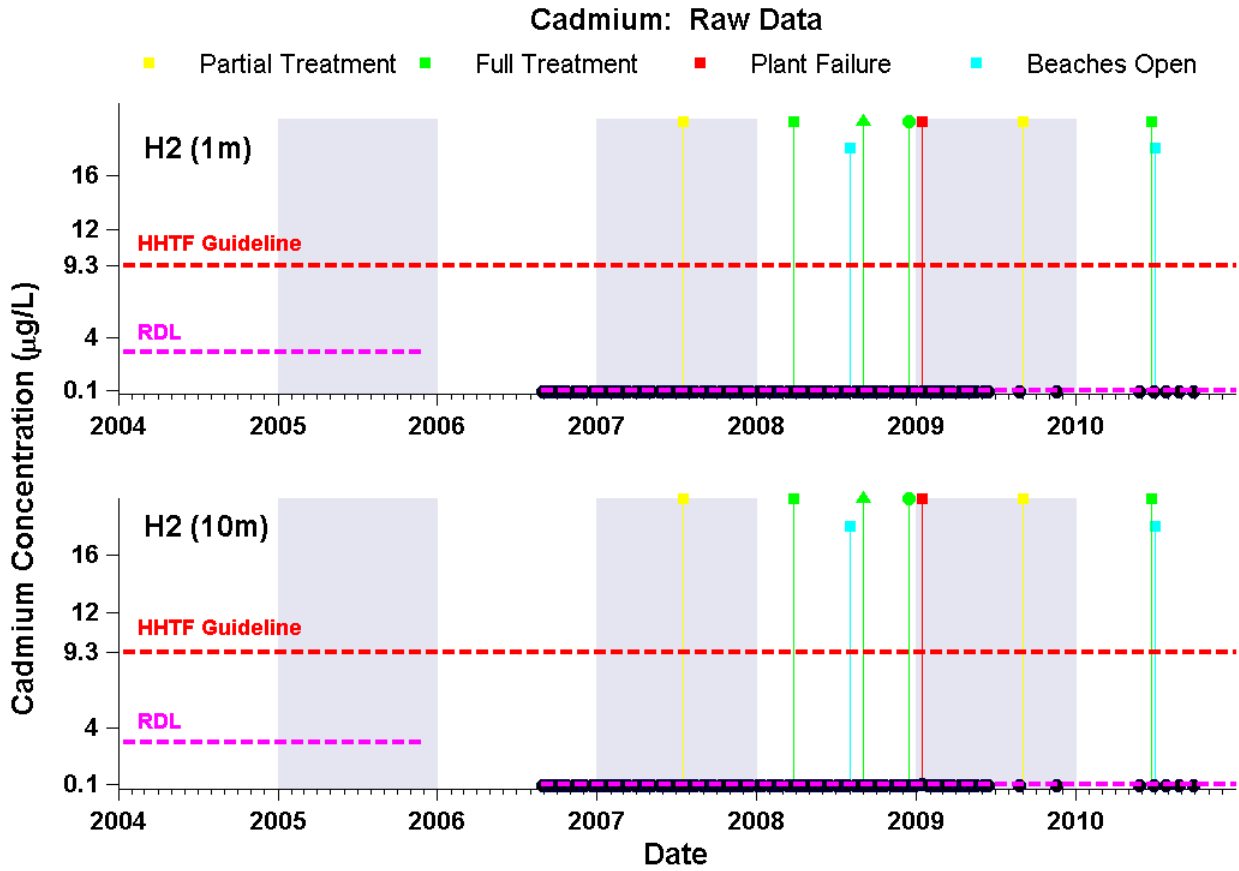 Cadmium: Raw Data
Partial Treatment Full Treatment Plant Failure Beaches Open
H2 (1m)
16
12
HHTF Guideline
9.3
RDL
4
0.1
2004 2005 2006 2007 2008 2009 2010
Cadmium Concentration (μg/L)
H2 (10m)
16
12
HHTF Guideline
9.3
RDL
4
0.1
2004 2005 2006 2007 2008 2009 2010
Date